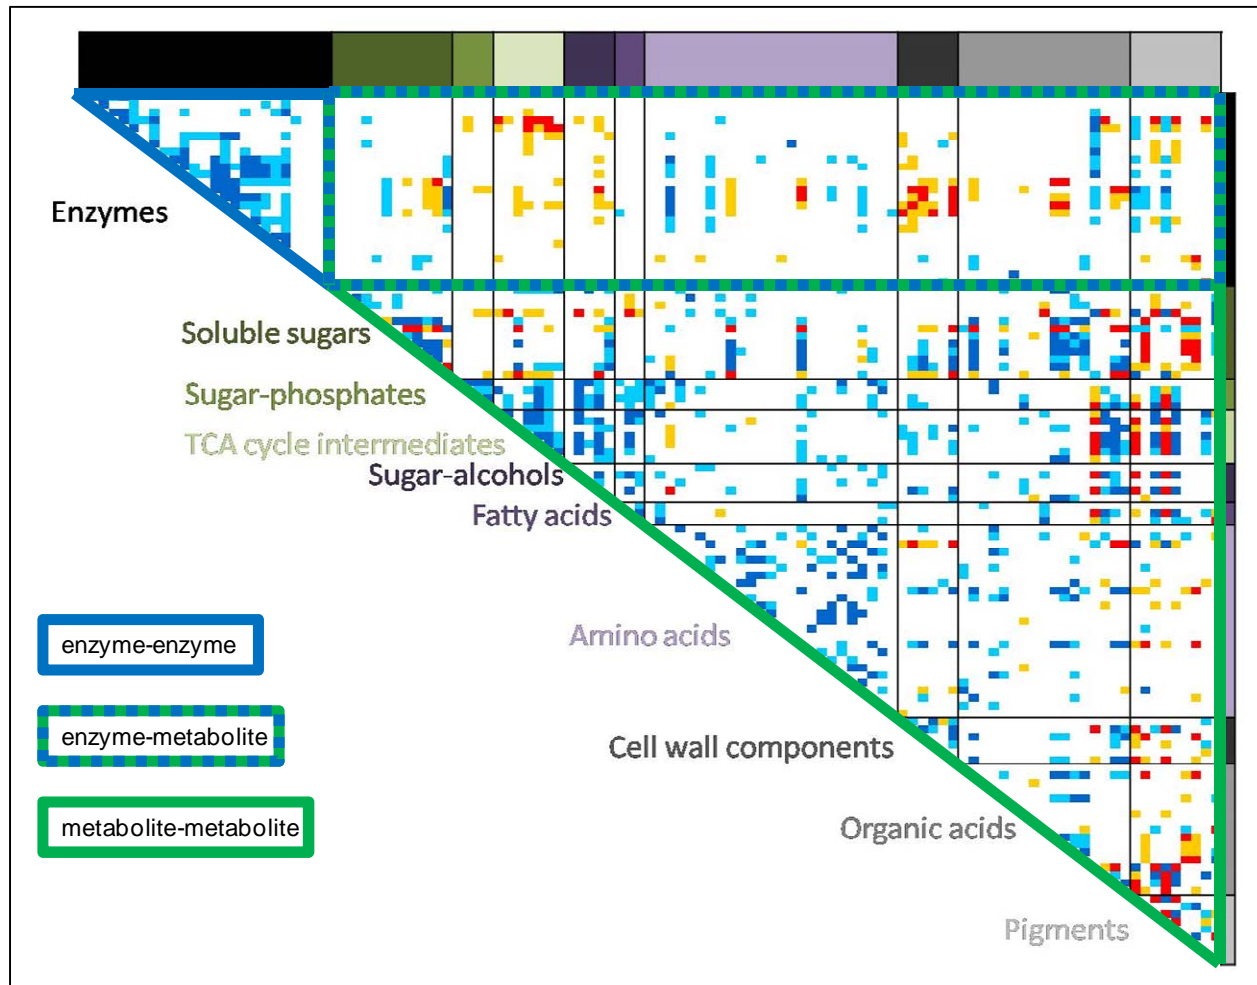 Enzymes
Soluble sugars
Sugar-phosphates
TCA cycle intermediates
Sugar-alcohols
Fatty acids
enzyme-enzyme
Amino acids
enzyme-metabolite
Cell wall components
metabolite-metabolite
Organic acids
Pigments